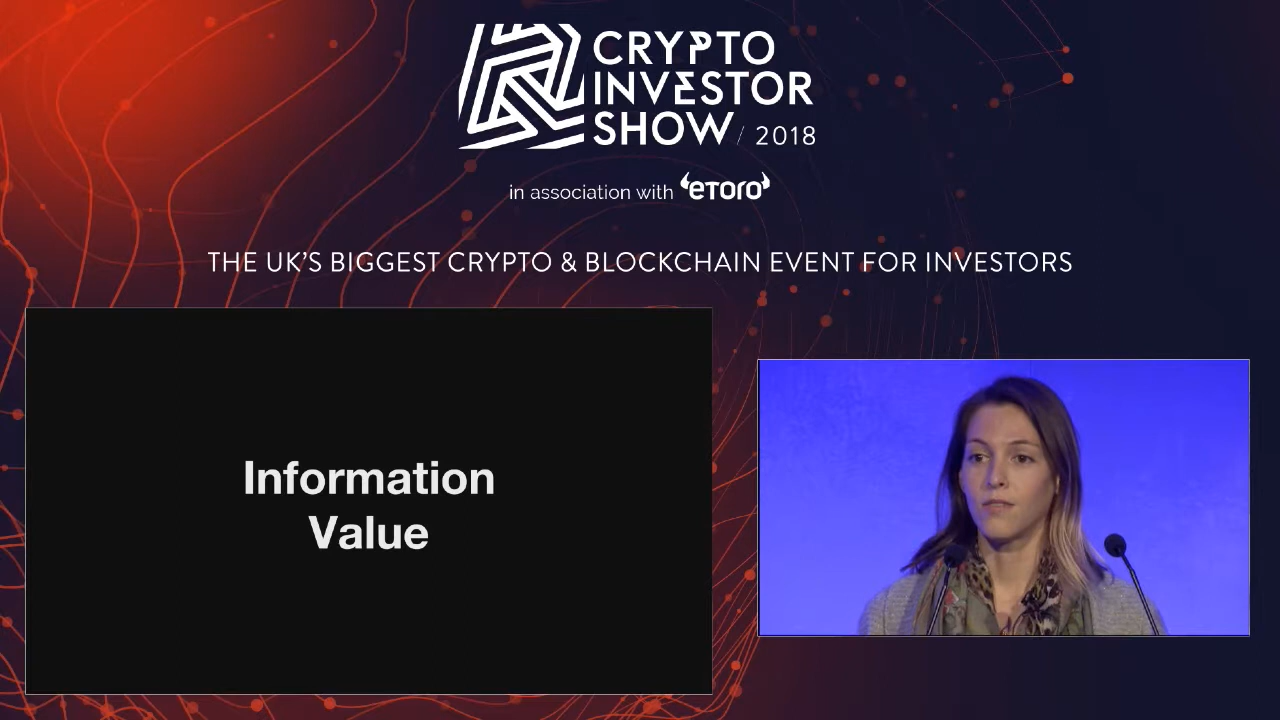 CRYPTO
INVESTOR
SHOW / 2018
in association with eToro
THE UK'S BIGGEST CRYPTO & BLOCKCHAIN EVENT FOR INVESTORS
Information
Value